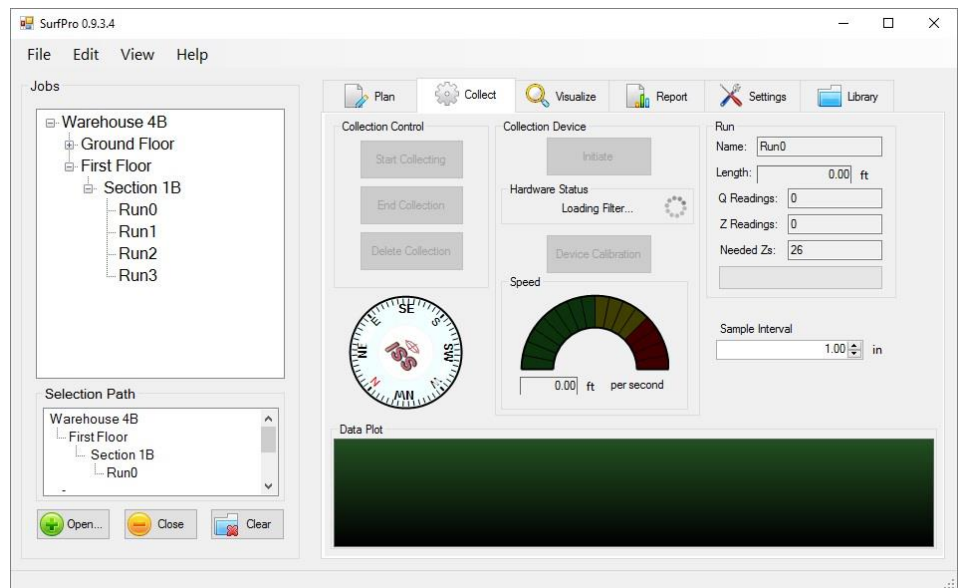 SurfPro 0.9.3.4
File Edit View Help
Jobs
Warehouse 4B
Ground Floor
First Floor
Section 1B
Run0
Run1
Run2
Run3
Selection Path
Warehouse 4B
First Floor
Section 1B
Run0
Open... Close Clear
Plan Collect Visualize Report Settings Library
Collection Control
Start Collecting
End Collection
Delete Collection
SE
S
SW
W
NW
N
NE
E
SSI
Collection Device
Initiate
Hardware Status
Loading Filter...
Device Calibration
Speed
0.00 ft per second
Run
Name: Run0
Length: 0.00 ft
Q Readings: 0
Z Readings: 0
Needed Zs: 26
Sample Interval
1.00 in
Data Plot